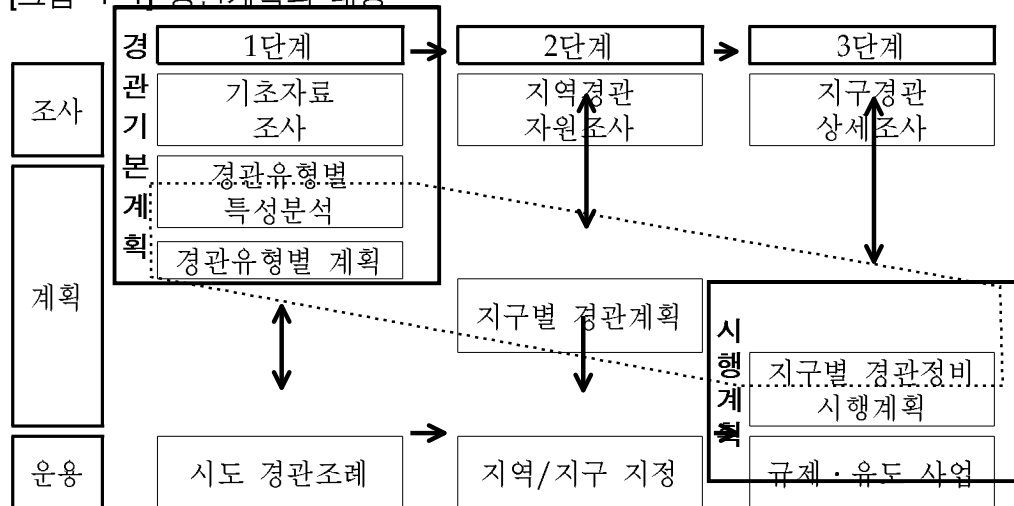 경관기본계획
1단계
2단계
3단계
조사
기초자료
조사
지역경관
자원조사
지구경관
상세조사
계획
경관유형별
특성분석
경관유형별 계획
지구별 경관계획
시행계획
지구별 경관정비
시행계획
운용
시도 경관조례
지역/지구 지정
규제·유도 사업